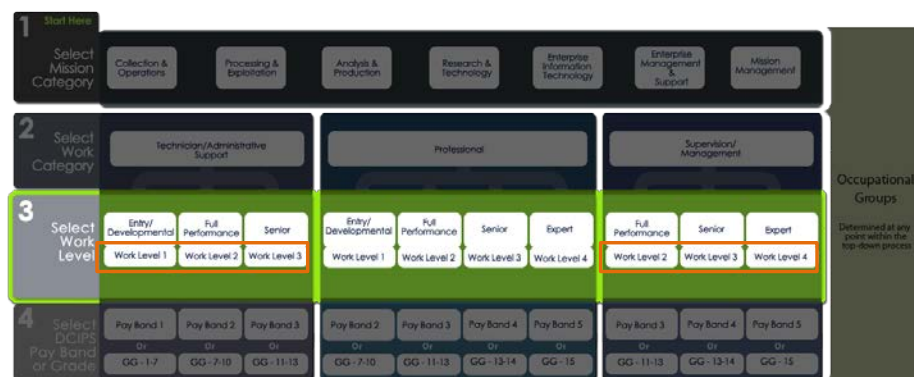 1 Start Here
Select
Mission
Category
Collection &
Operations
Processing &
Exploitation
Analysis &
Production
Research &
Technology
Enterprise
Information
Technology
Enterprise
Management
&
Support
Mission
Management
2 Select
Work
Category
Technician/Administrative
Support
Professional
Supervision/
Management
3 Select
Work
Level
Entry/
Developmental
Full
Performance
Senior
Work Level 1 Work Level 2 Work Level 3
Entry/
Developmental
Full
Performance
Senior
Expert
Work Level 1 Work Level 2 Work Level 3 Work Level 4
Full
Performance
Senior
Expert
Work Level 2 Work Level 3 Work Level 4
4 Select
DCIPS
Pay Band
or Grade
Pay Band 1 Pay Band 2 Pay Band 3
Or Or Or
GG - 1-7 GG - 7-10 GG - 11-13
Pay Band 2 Pay Band 3 Pay Band 4 Pay Band 5
Or Or Or Or
GG - 7-10 GG - 11-13 GG - 13-14 GG - 15
Pay Band 3 Pay Band 4 Pay Band 5
Or Or Or
GG - 11-13 GG - 13-14 GG - 15
Occupational
Groups
Determined at any
point within the
top-down process